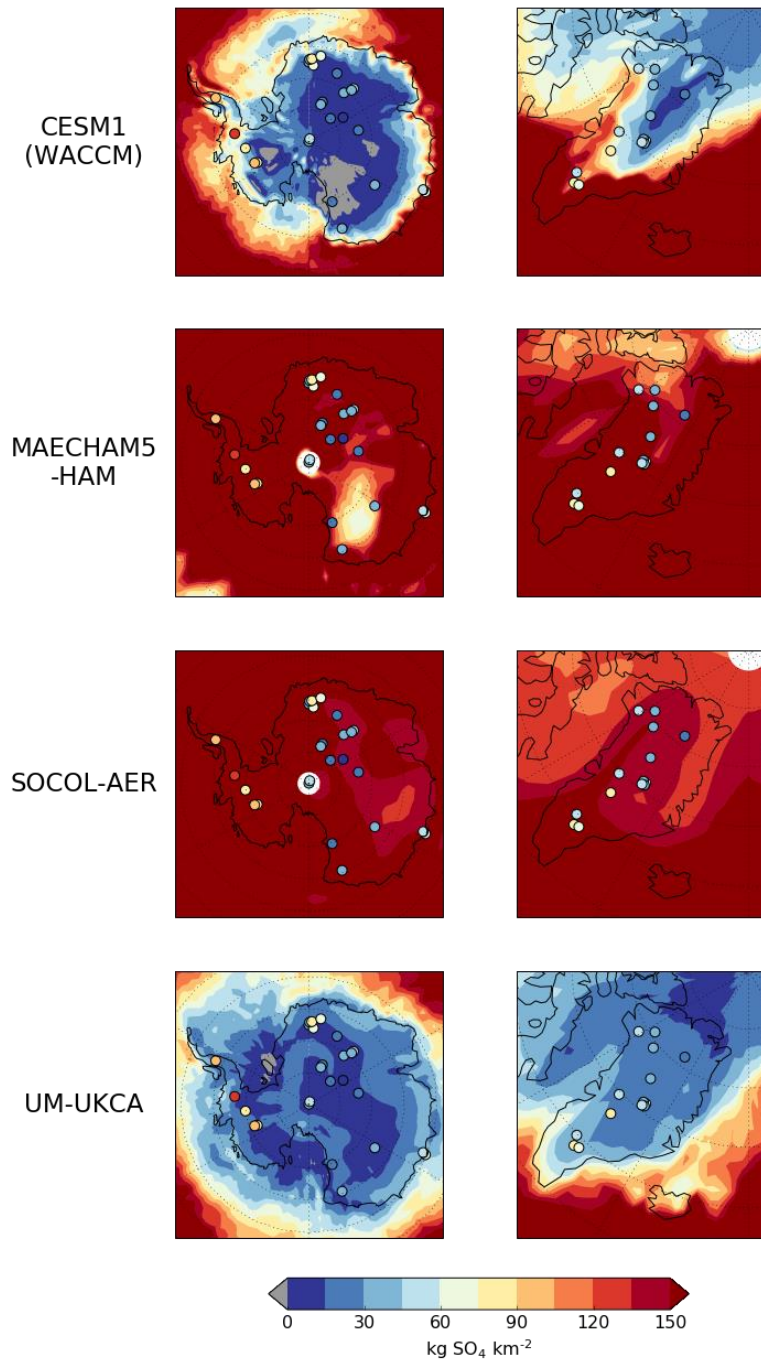 CESM1
(WACCM)
MAECHAM5
-HAM
SOCOL-AER
UM-UKCA
0 30 60 90 120 150
kg SO₄ km⁻²